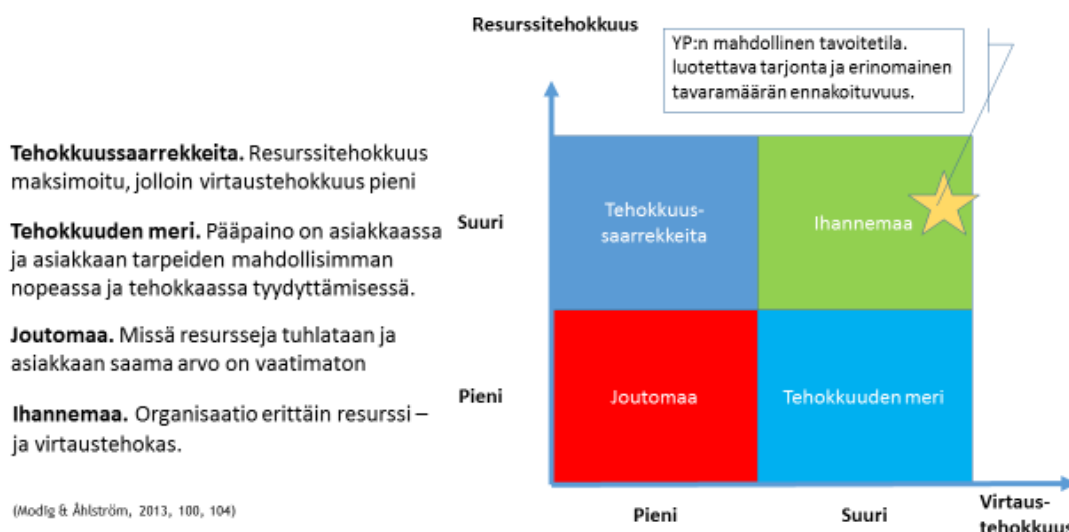 Resurssitehokkuus
YP:n mahdollinen tavoitetila.
luotettava tarjonta ja erinomainen
tavaramäärän ennakoituvuus.
Tehokkuussaarrekkeita. Resurssitehokkuus
maksimoitu, jolloin virtaustehokkuus pieni
Tehokkuuden meri. Pääpaino on asiakkaassa
ja asiakkaan tarpeiden mahdollisimman
nopeassa ja tehokkaassa tyydyttämisessä.
Joutomaa. Missä resursseja tuhlataan ja
asiakkaan saama arvo on vaatimaton
Ihannemaa. Organisaatio erittäin resurssi –
ja virtaustehokas.
(Modig & Åhlström, 2013, 100, 104)
Suuri
Tehokkuus-
saarrekkeita
Ihannemaa
Pieni
Joutomaa
Tehokkuuden meri
Pieni
Suuri
Virtaus-
tehokkuus